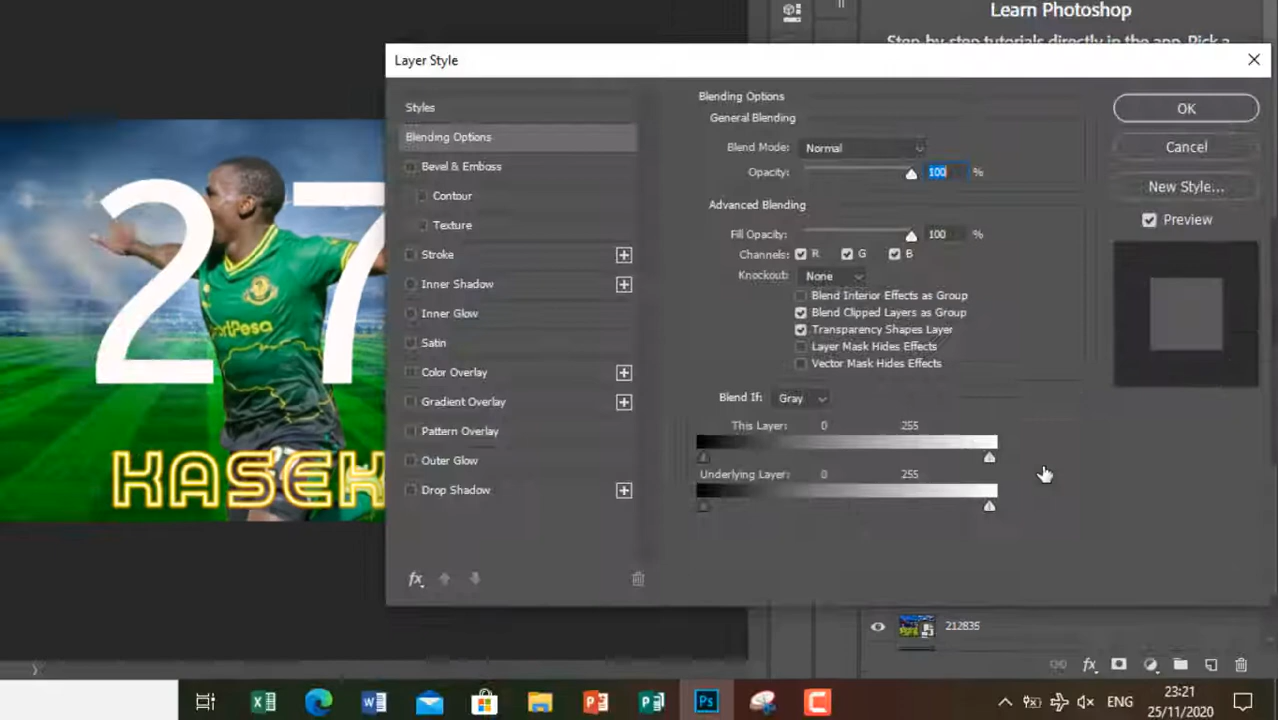 Learn Photoshop
Step-by-step tutorials directly in the app. Pick a
Layer Style
Styles
Blending Options
Bevel & Emboss
Contour
Texture
Stroke
Inner Shadow
Inner Glow
Satin
Color Overlay
Gradient Overlay
Pattern Overlay
Outer Glow
Drop Shadow
fx
Blending Options
General Blending
Blend Mode: Normal
Opacity: 100 %
Advanced Blending
Fill Opacity: 100 %
Channels: R G B
Knockout: None
Blend Interior Effects as Group
Blend Clipped Layers as Group
Transparency Shapes Layer
Layer Mask Hides Effects
Vector Mask Hides Effects
Blend If: Gray
This Layer: 0 255
Underlying Layer: 0 255
OK
Cancel
New Style...
Preview
27
KASEK
212835
fx
Ps
ENG
23:21
25/11/2020